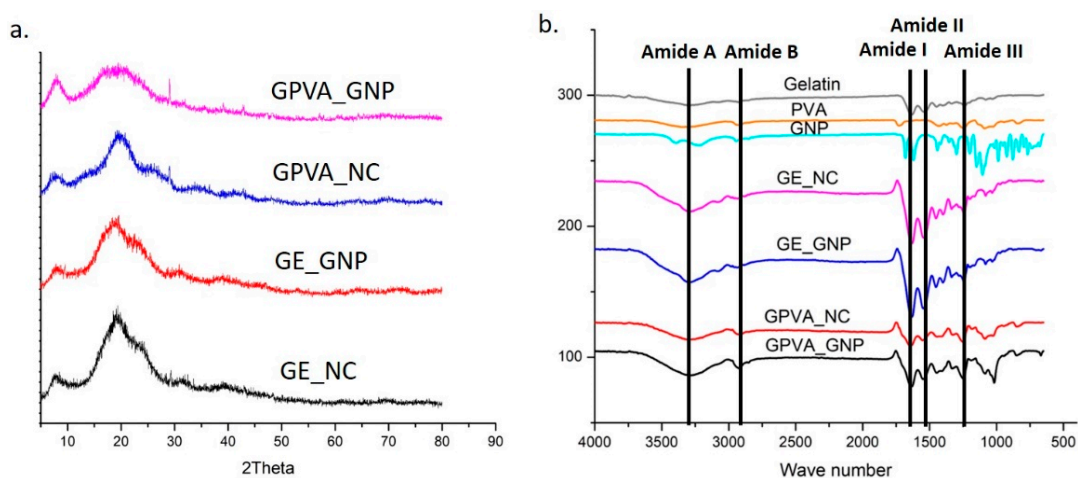 a.
GPVA_GNP
GPVA_NC
GE_GNP
GE_NC
10 20 30 40 50 60 70 80 90
2Theta
b.
Amide II
Amide A Amide B Amide I Amide III
Gelatin
PVA
GNP
GE_NC
GE_GNP
GPVA_NC
GPVA_GNP
300
200
100
4000 3500 3000 2500 2000 1500 1000 500
Wave number